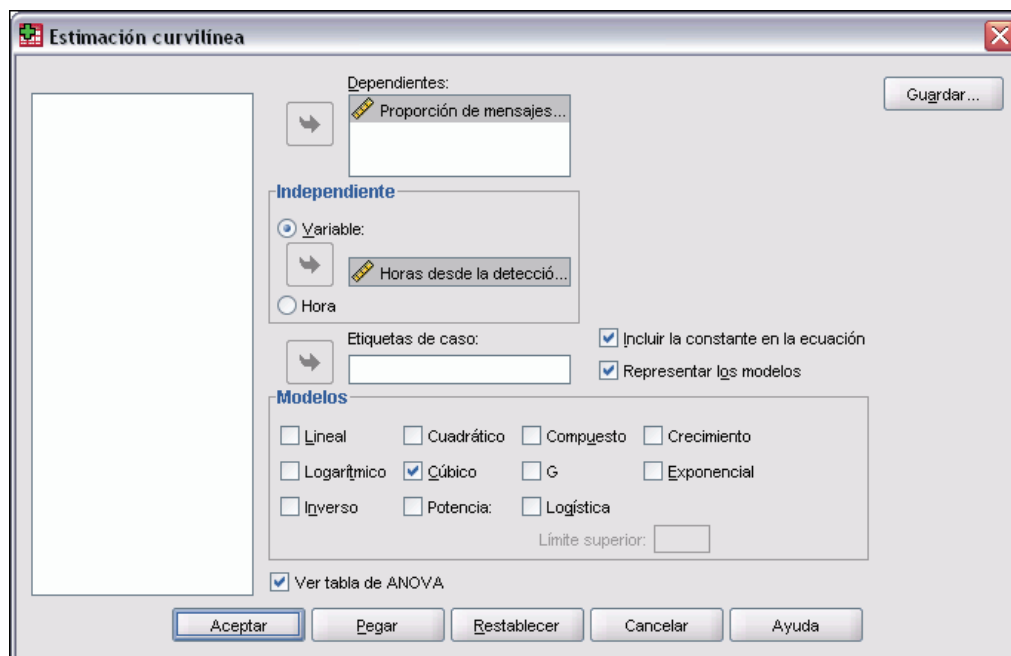 Estimación curvilínea
Dependientes:
Proporción de mensajes...
Guardar...
Independiente
Variable:
Horas desde la detecció...
Hora
Etiquetas de caso:
Incluir la constante en la ecuación
Representar los modelos
Modelos
Lineal Cuadrático Compuesto Crecimiento
Logarítmico Cúbico G Exponencial
Inverso Potencia: Logística
Límite superior:
Ver tabla de ANOVA
Aceptar Pegar Restablecer Cancelar Ayuda